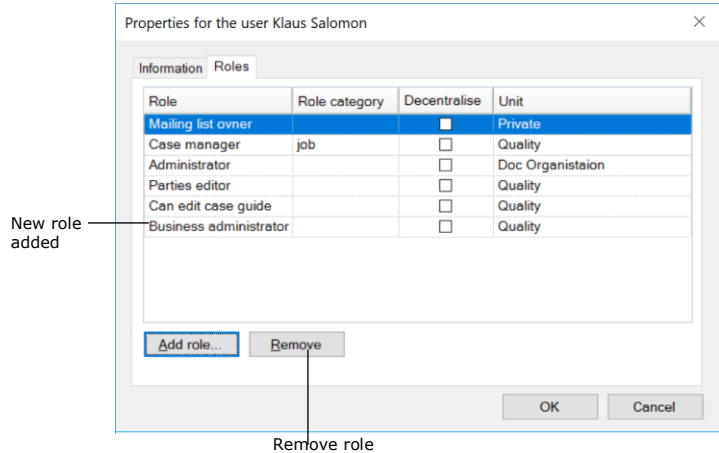 Properties for the user Klaus Salomon
Information Roles
Role Role category Decentralise Unit
Mailing list ovner Private
Case manager job Quality
Administrator Doc Organistaion
Parties editor Quality
Can edit case guide Quality
Business administrator Quality
New role
added
Add role... Remove
OK Cancel
Remove role